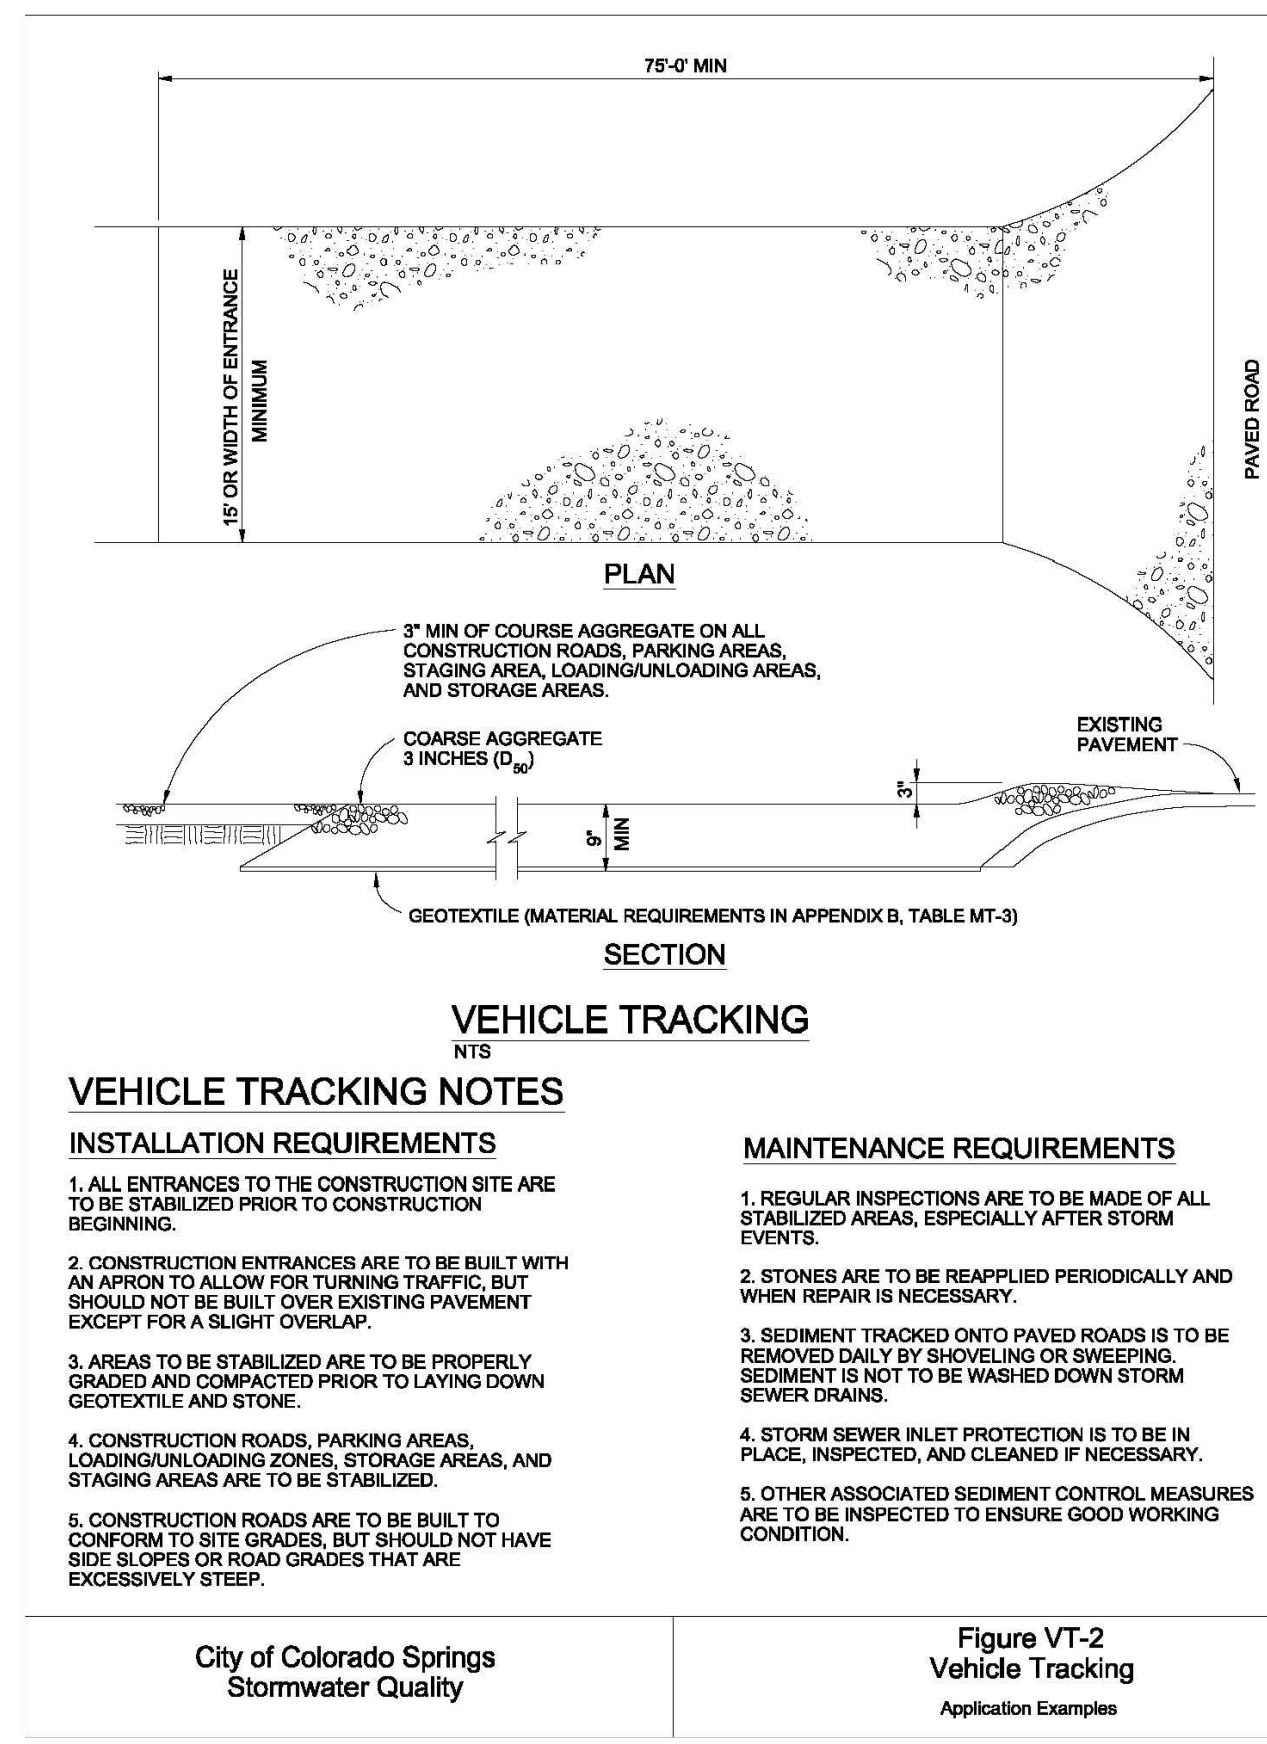 75'-0' MIN
15' OR WIDTH OF ENTRANCE
MINIMUM
PAVED ROAD
PLAN
3" MIN OF COURSE AGGREGATE ON ALL
CONSTRUCTION ROADS, PARKING AREAS,
STAGING AREA, LOADING/UNLOADING AREAS,
AND STORAGE AREAS.
COARSE AGGREGATE
3 INCHES (D50)
EXISTING
PAVEMENT
3"
9"
MIN
GEOTEXTILE (MATERIAL REQUIREMENTS IN APPENDIX B, TABLE MT-3)
SECTION
VEHICLE TRACKING
NTS
VEHICLE TRACKING NOTES
INSTALLATION REQUIREMENTS
1. ALL ENTRANCES TO THE CONSTRUCTION SITE ARE
TO BE STABILIZED PRIOR TO CONSTRUCTION
BEGINNING.
2. CONSTRUCTION ENTRANCES ARE TO BE BUILT WITH
AN APRON TO ALLOW FOR TURNING TRAFFIC, BUT
SHOULD NOT BE BUILT OVER EXISTING PAVEMENT
EXCEPT FOR A SLIGHT OVERLAP.
3. AREAS TO BE STABILIZED ARE TO BE PROPERLY
GRADED AND COMPACTED PRIOR TO LAYING DOWN
GEOTEXTILE AND STONE.
4. CONSTRUCTION ROADS, PARKING AREAS,
LOADING/UNLOADING ZONES, STORAGE AREAS, AND
STAGING AREAS ARE TO BE STABILIZED.
5. CONSTRUCTION ROADS ARE TO BE BUILT TO
CONFORM TO SITE GRADES, BUT SHOULD NOT HAVE
SIDE SLOPES OR ROAD GRADES THAT ARE
EXCESSIVELY STEEP.
MAINTENANCE REQUIREMENTS
1. REGULAR INSPECTIONS ARE TO BE MADE OF ALL
STABILIZED AREAS, ESPECIALLY AFTER STORM
EVENTS.
2. STONES ARE TO BE REAPPLIED PERIODICALLY AND
WHEN REPAIR IS NECESSARY.
3. SEDIMENT TRACKED ONTO PAVED ROADS IS TO BE
REMOVED DAILY BY SHOVELING OR SWEEPING.
SEDIMENT IS NOT TO BE WASHED DOWN STORM
SEWER DRAINS.
4. STORM SEWER INLET PROTECTION IS TO BE IN
PLACE, INSPECTED, AND CLEANED IF NECESSARY.
5. OTHER ASSOCIATED SEDIMENT CONTROL MEASURES
ARE TO BE INSPECTED TO ENSURE GOOD WORKING
CONDITION.
City of Colorado Springs
Stormwater Quality
Figure VT-2
Vehicle Tracking
Application Examples